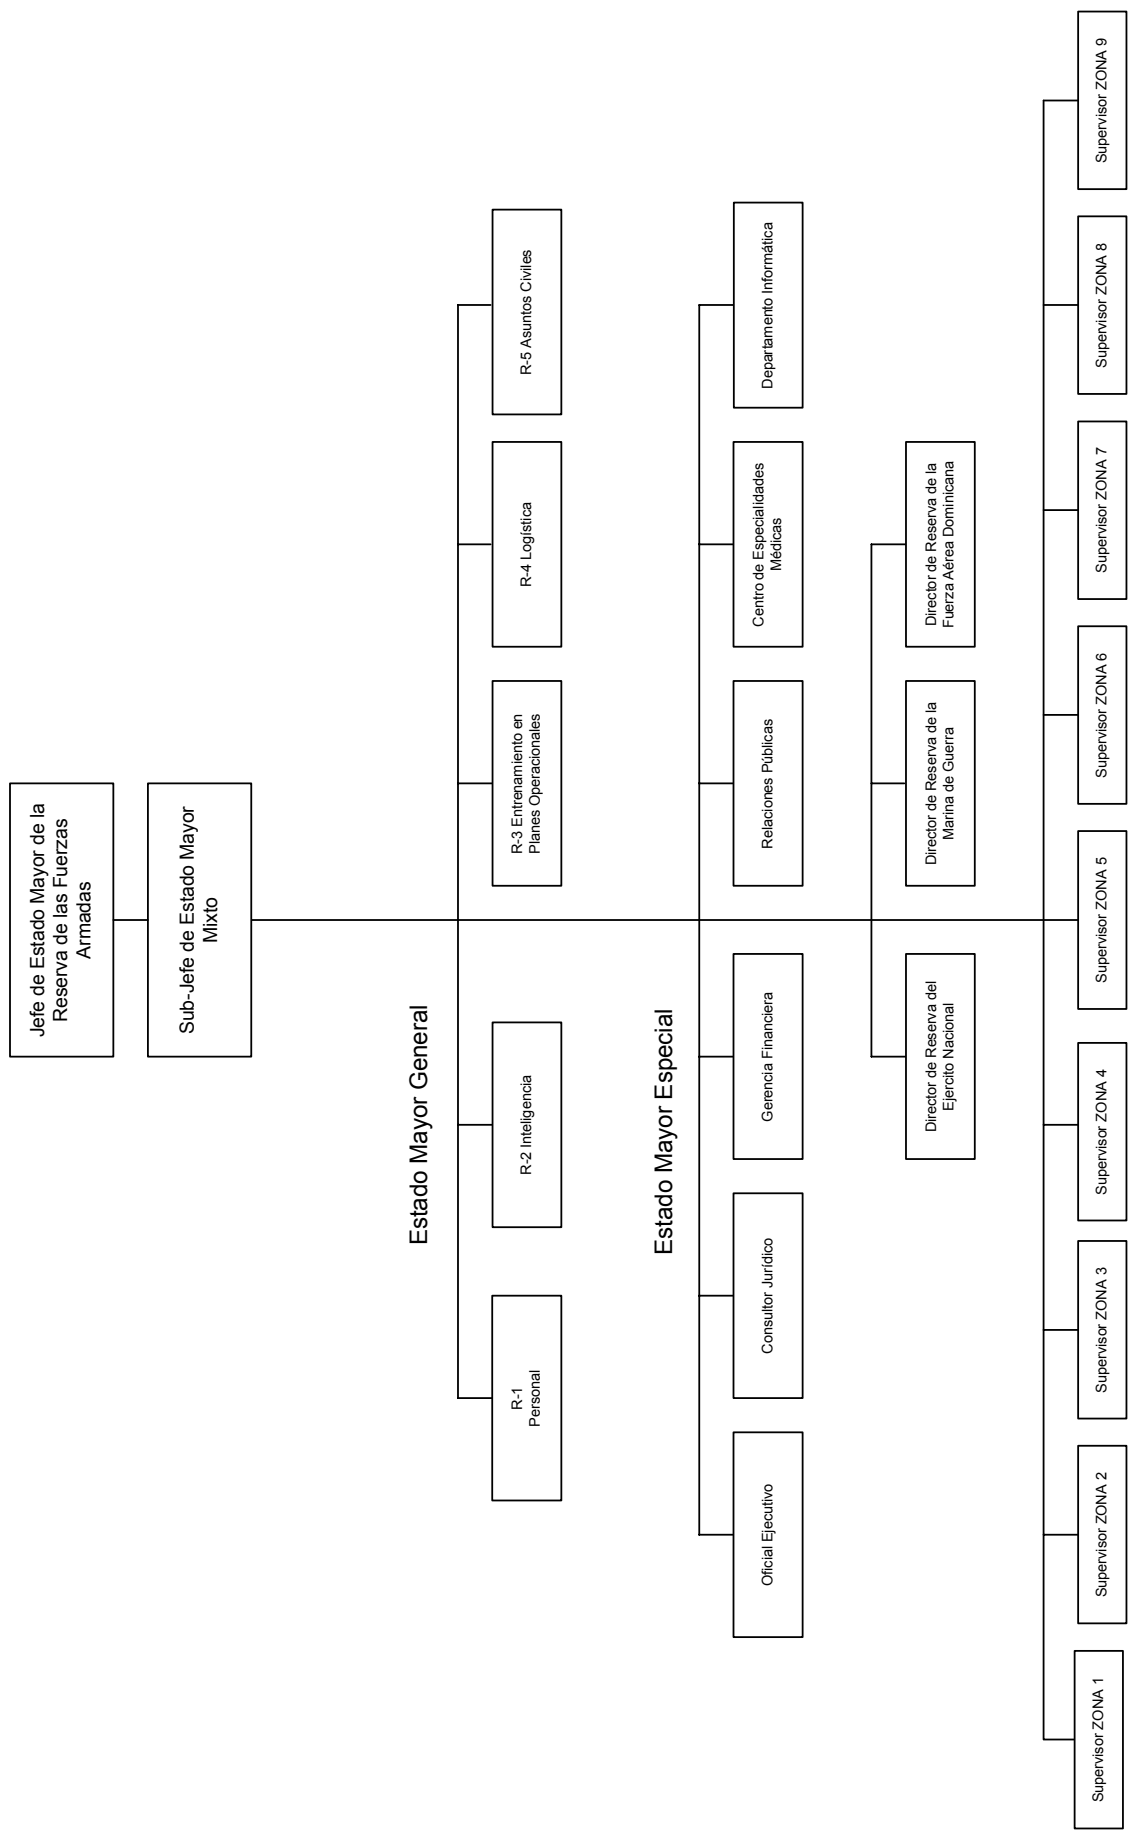 Jefe de Estado Mayor de la
Reserva de las Fuerzas
Armadas
Sub-Jefe de Estado Mayor
Mixto
Estado Mayor General
R-1
Personal
R-2 Inteligencia
R-3 Entrenamiento en
Planes Operacionales
R-4 Logística
R-5 Asuntos Civiles
Estado Mayor Especial
Oficial Ejecutivo
Consultor Jurídico
Gerencia Financiera
Relaciones Públicas
Centro de Especialidades
Médicas
Departamento Informática
Director de Reserva del
Ejercito Nacional
Director de Reserva de la
Marina de Guerra
Director de Reserva de la
Fuerza Aérea Dominicana
Supervisor ZONA 1
Supervisor ZONA 2
Supervisor ZONA 3
Supervisor ZONA 4
Supervisor ZONA 5
Supervisor ZONA 6
Supervisor ZONA 7
Supervisor ZONA 8
Supervisor ZONA 9